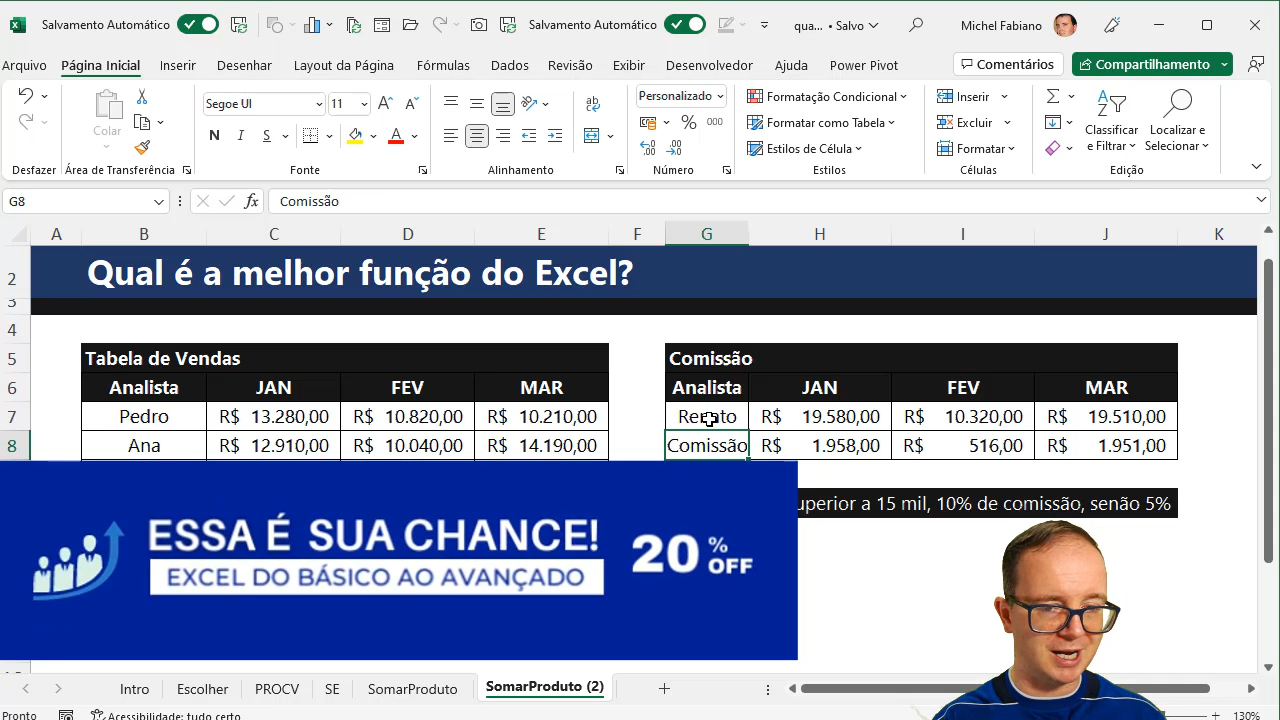 Salvamento Automático
Salvamento Automático
qua... • Salvo
Michel Fabiano
Arquivo
Página Inicial
Inserir
Desenhar
Layout da Página
Fórmulas
Dados
Revisão
Exibir
Desenvolvedor
Ajuda
Power Pivot
Comentários
Compartilhamento
Colar
Segoe UI
11
N I S
A
ab
Personalizado
% 000
Formatação Condicional
Formatar como Tabela
Estilos de Célula
Inserir
Excluir
Formatar
Classificar
e Filtrar
Localizar e
Selecionar
Desfazer
Área de Transferência
Fonte
Alinhamento
Número
Estilos
Células
Edição
G8
fx
Comissão
A B C D E F G H I J K
2 Qual é a melhor função do Excel?
3
4
5 Tabela de Vendas Comissão
6 Analista JAN FEV MAR Analista JAN FEV MAR
7 Pedro R$ 13.280,00 R$ 10.820,00 R$ 10.210,00 Renato R$ 19.580,00 R$ 10.320,00 R$ 19.510,00
8 Ana R$ 12.910,00 R$ 10.040,00 R$ 14.190,00 Comissão R$ 1.958,00 R$ 516,00 R$ 1.951,00
uperior a 15 mil, 10% de comissão, senão 5%
ESSA É SUA CHANCE!
EXCEL DO BÁSICO AO AVANÇADO
20 % OFF
Intro
Escolher
PROCV
SE
SomarProduto
SomarProduto (2)
Pronto
Acessibilidade: tudo certo
130%